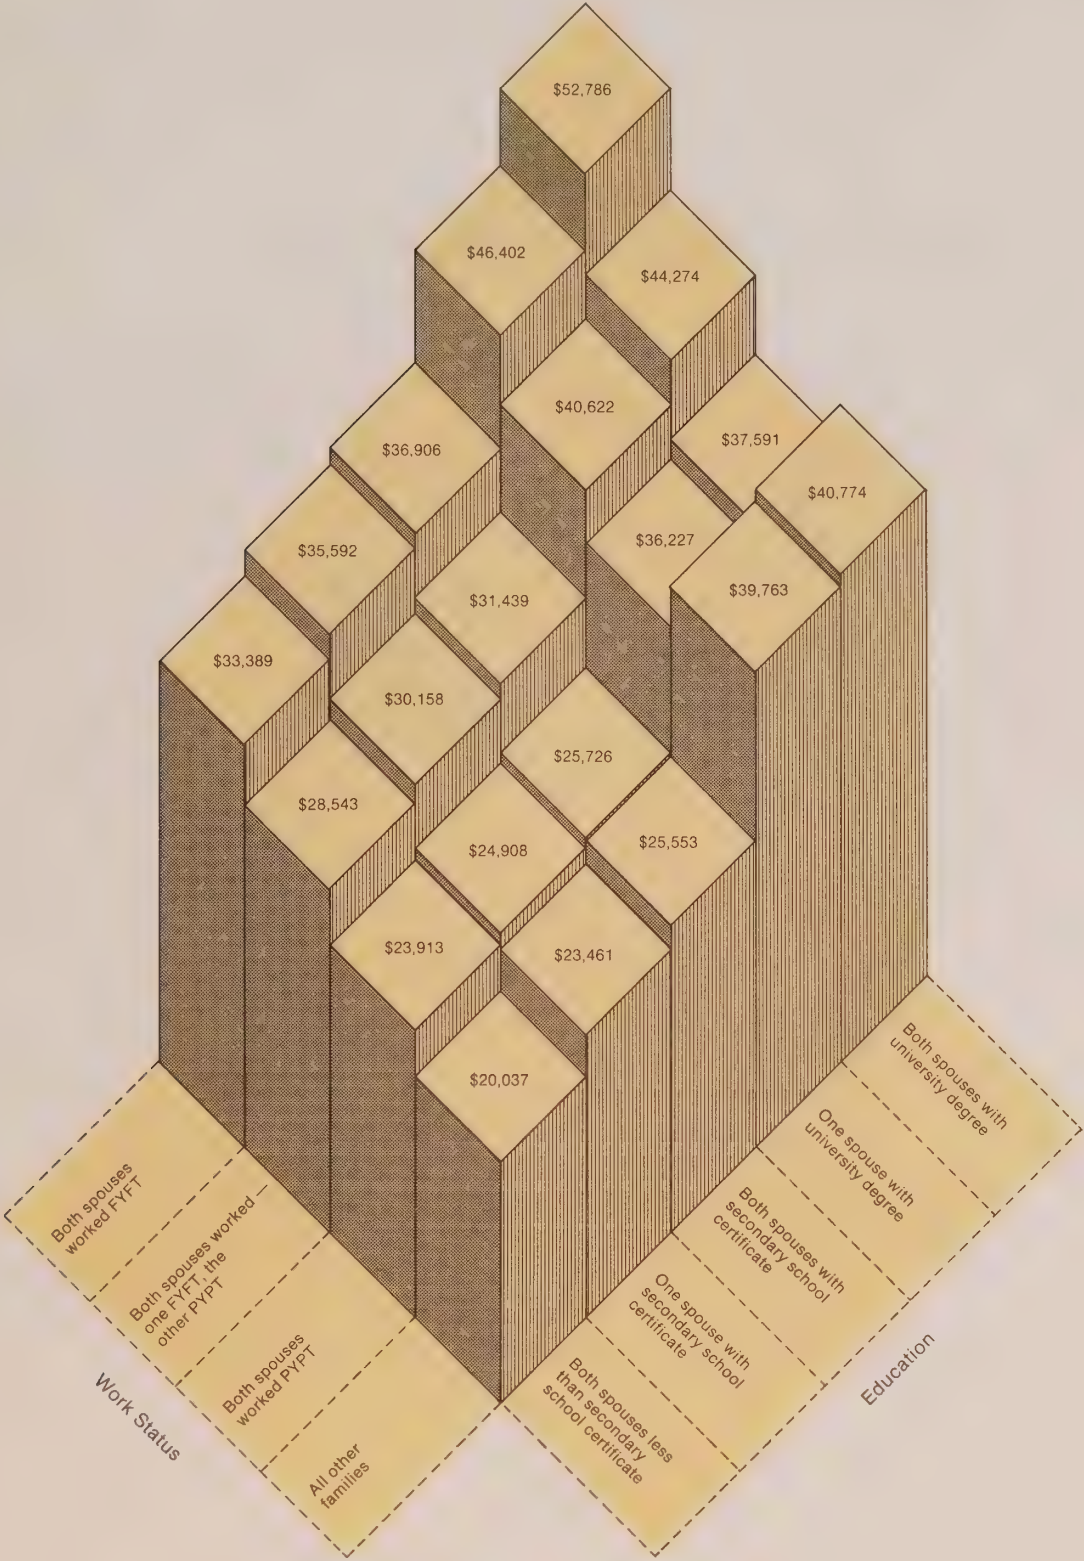 $52,786
$46,402
$44,274
$40,622
$36,906
$37,591
$40,774
$36,227
$35,592
$39,763
$31,439
$33,389
$30,158
$25,726
$28,543
$25,553
$24,908
$23,913
$23,461
$20,037
Both spouses
worked FYFT
Both spouses worked –
one FYFT, the
other PYPT
Both spouses
worked PYPT
All other
families
Work Status
Both spouses with
university degree
One spouse with
university degree
Both spouses with
secondary school
certificate
One spouse with
secondary school
certificate
Both spouses less
than secondary
school certificate
Education